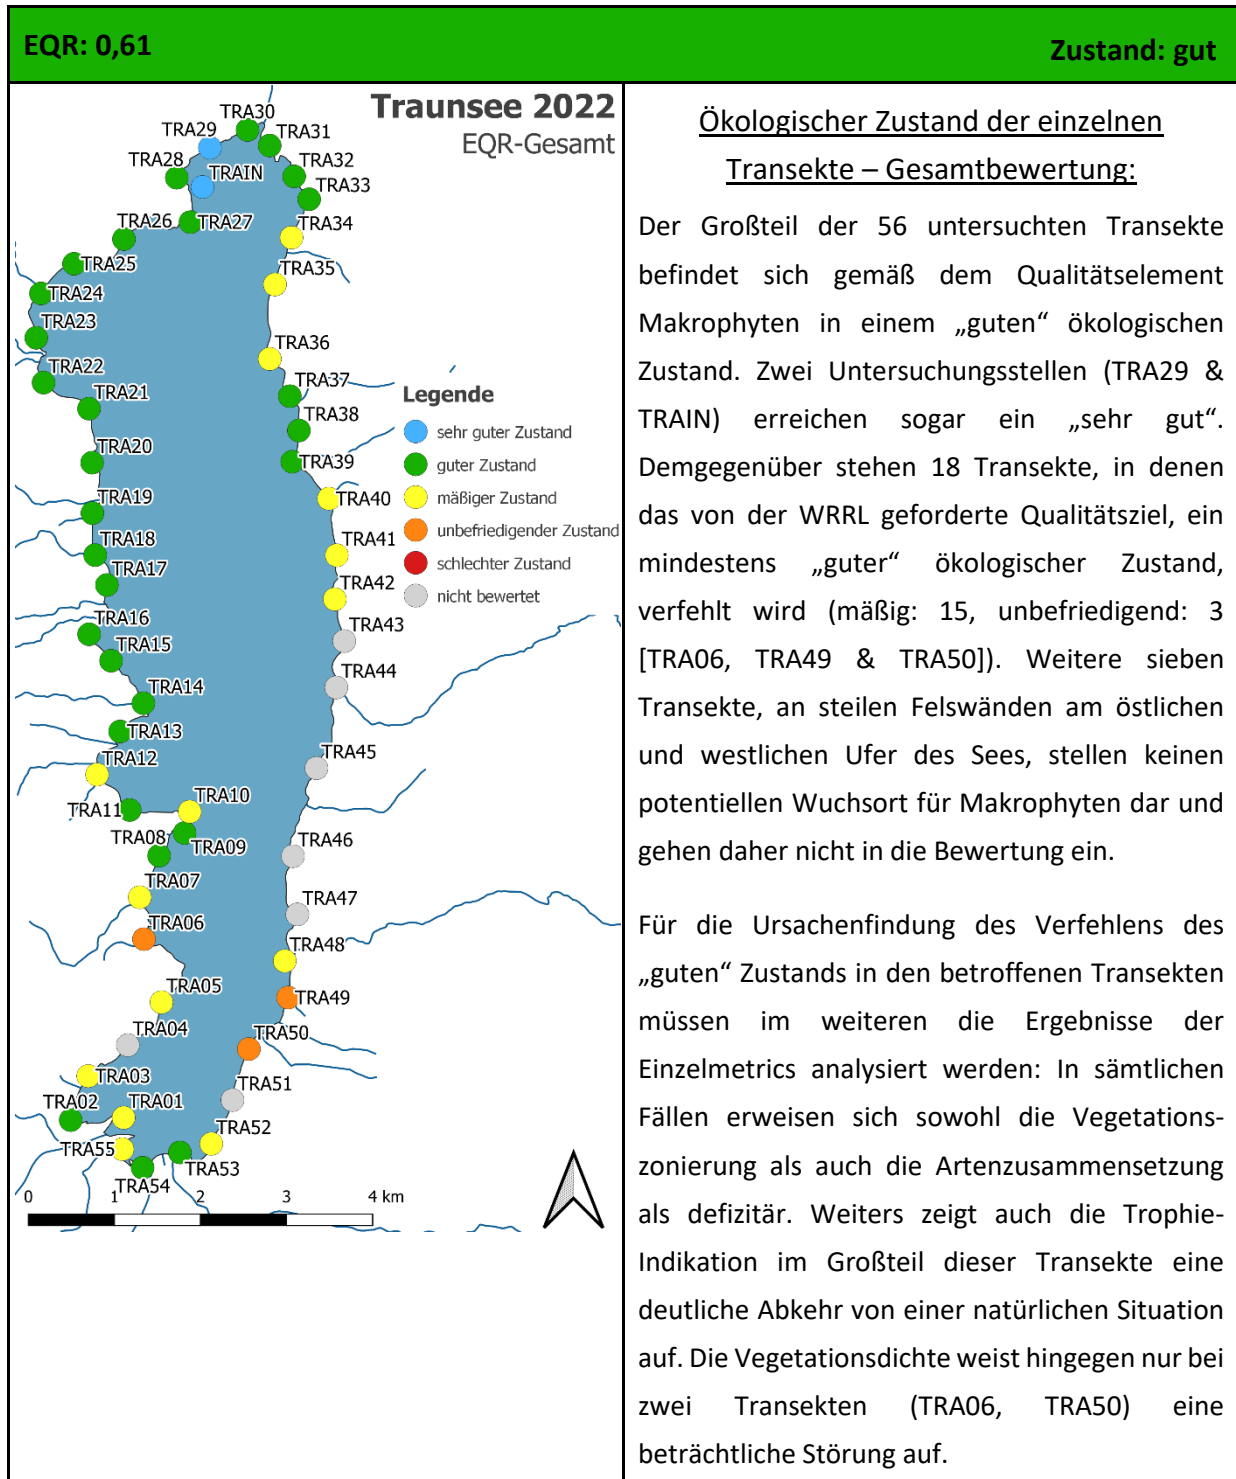 EQR: 0,61
Zustand: gut
Traunsee 2022
EQR-Gesamt
TRA30
TRA29
TRA31
TRA28
TRAIN
TRA32
TRA33
TRA26
TRA27
TRA34
TRA25
TRA35
TRA24
TRA23
TRA36
TRA22
TRA37
TRA21
TRA38
TRA20
TRA39
TRA19
TRA40
TRA18
TRA41
TRA17
TRA42
TRA16
TRA43
TRA15
TRA44
TRA14
TRA13
TRA45
TRA12
TRA10
TRA11
TRA08
TRA09
TRA46
TRA07
TRA47
TRA06
TRA48
TRA05
TRA49
TRA04
TRA50
TRA03
TRA51
TRA02
TRA01
TRA52
TRA55
TRA53
TRA54
Legende
sehr guter Zustand
guter Zustand
mäßiger Zustand
unbefriedigender Zustand
schlechter Zustand
nicht bewertet
0 1 2 3 4 km
Ökologischer Zustand der einzelnen
Transekte – Gesamtbewertung:
Der Großteil der 56 untersuchten Transekte
befindet sich gemäß dem Qualitätselement
Makrophyten in einem „guten“ ökologischen
Zustand. Zwei Untersuchungsstellen (TRA29 &
TRAIN) erreichen sogar ein „sehr gut“.
Demgegenüber stehen 18 Transekte, in denen
das von der WRRL geforderte Qualitätsziel, ein
mindestens „guter“ ökologischer Zustand,
verfehlt wird (mäßig: 15, unbefriedigend: 3
[TRA06, TRA49 & TRA50]). Weitere sieben
Transekte, an steilen Felswänden am östlichen
und westlichen Ufer des Sees, stellen keinen
potentiellen Wuchsort für Makrophyten dar und
gehen daher nicht in die Bewertung ein.
Für die Ursachenfindung des Verfehlens des
„guten“ Zustands in den betroffenen Transekten
müssen im weiteren die Ergebnisse der
Einzelmetrics analysiert werden: In sämtlichen
Fällen erweisen sich sowohl die Vegetations-
zonierung als auch die Artenzusammensetzung
als defizitär. Weiters zeigt auch die Trophie-
Indikation im Großteil dieser Transekte eine
deutliche Abkehr von einer natürlichen Situation
auf. Die Vegetationsdichte weist hingegen nur bei
zwei Transekten (TRA06, TRA50) eine
beträchtliche Störung auf.